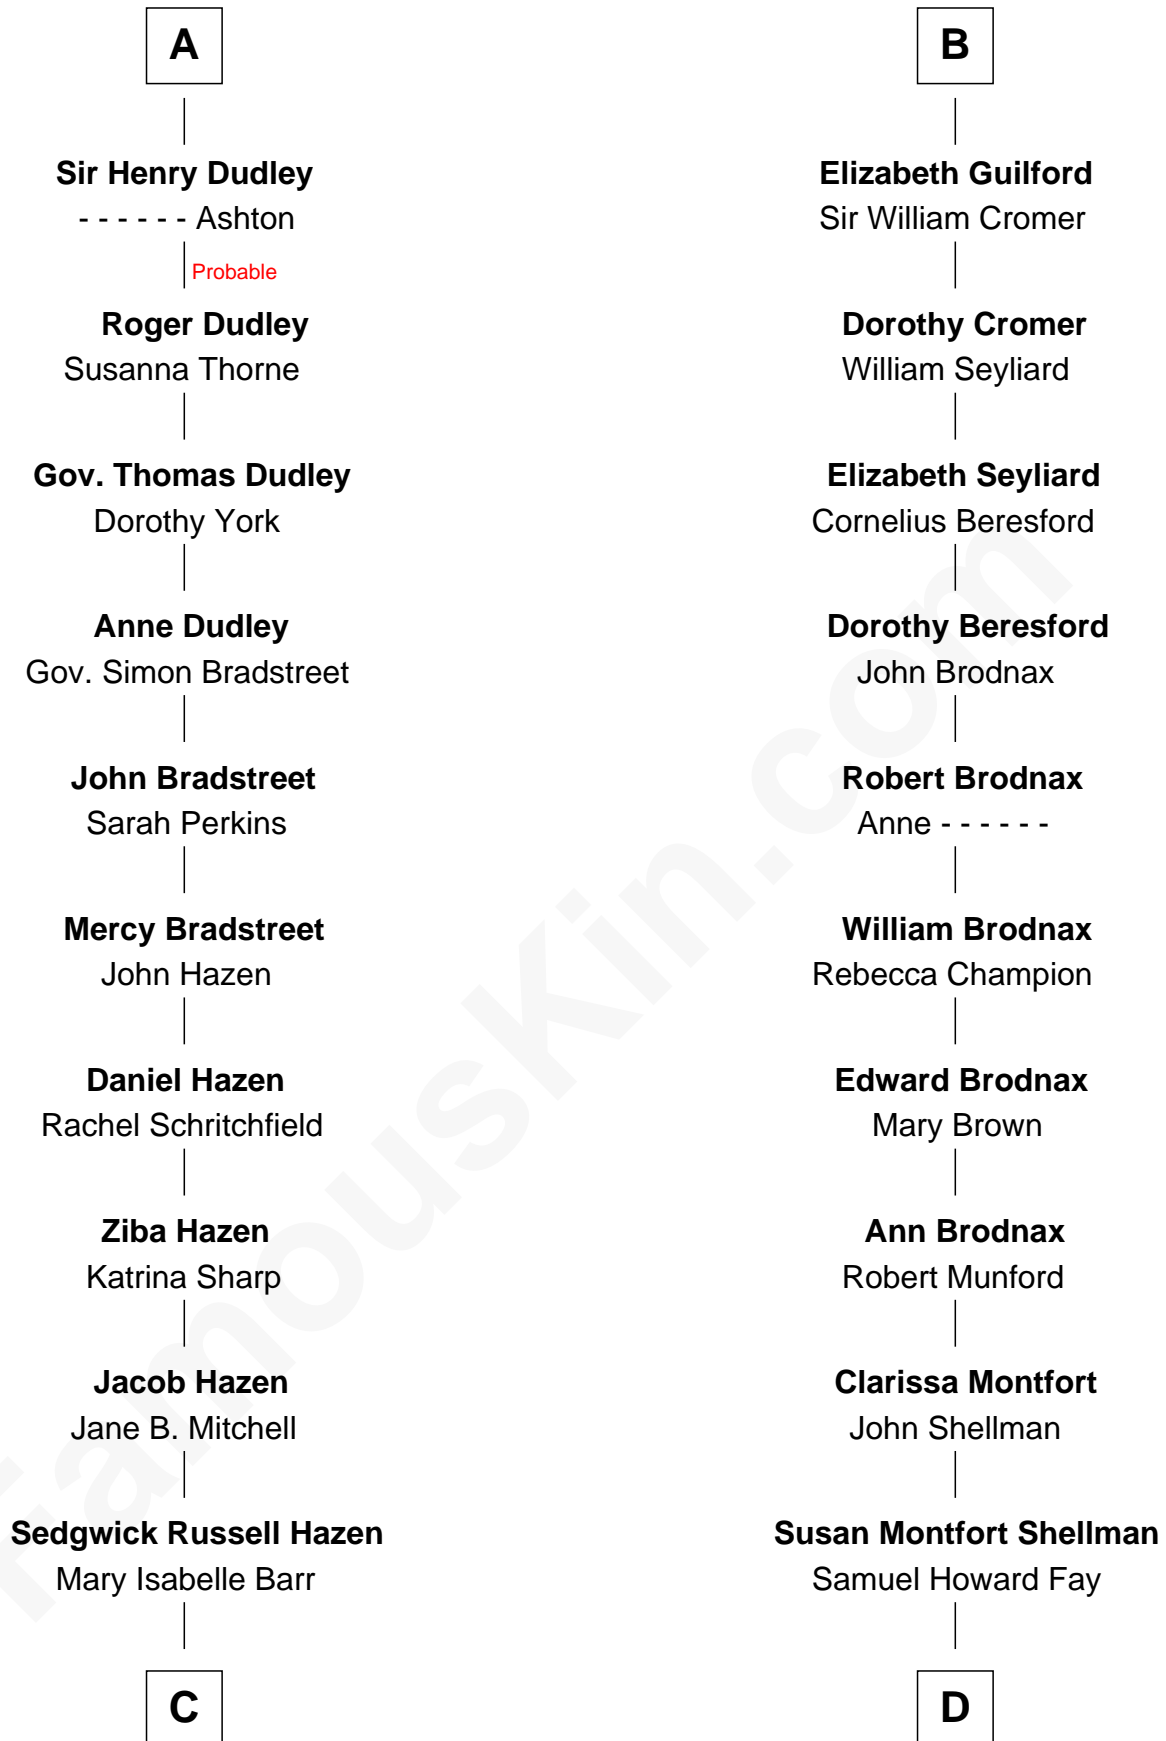 A
Sir Henry Dudley
- - - - - - Ashton
Probable
Roger Dudley
Susanna Thorne
Gov. Thomas Dudley
Dorothy York
Anne Dudley
Gov. Simon Bradstreet
John Bradstreet
Sarah Perkins
Mercy Bradstreet
John Hazen
Daniel Hazen
Rachel Schritchfield
Ziba Hazen
Katrina Sharp
Jacob Hazen
Jane B. Mitchell
Sedgwick Russell Hazen
Mary Isabelle Barr
C
B
Elizabeth Guilford
Sir William Cromer
Dorothy Cromer
William Seyliard
Elizabeth Seyliard
Cornelius Beresford
Dorothy Beresford
John Brodnax
Robert Brodnax
Anne - - - - - -
William Brodnax
Rebecca Champion
Edward Brodnax
Mary Brown
Ann Brodnax
Robert Munford
Clarissa Montfort
John Shellman
Susan Montfort Shellman
Samuel Howard Fay
D
FamousKin.com